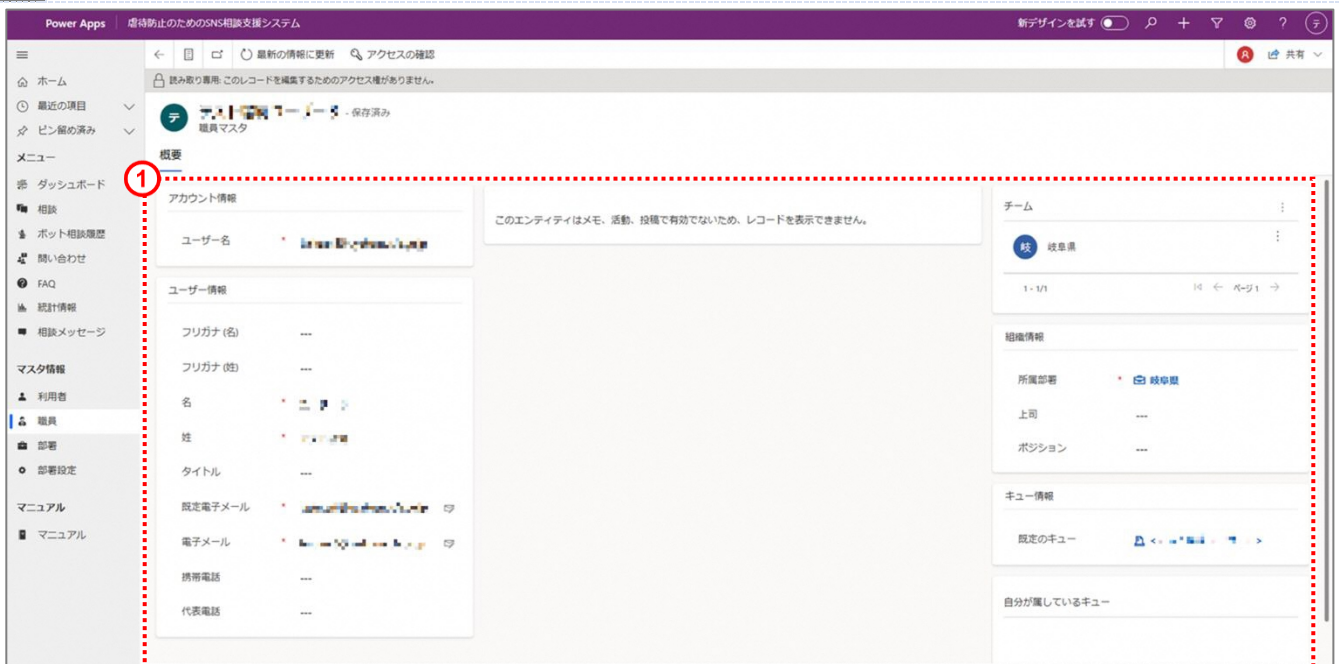 Power Apps 虐待防止のためのSNS相談支援システム 新デザインを試す ? テ
最新の情報に更新 アクセスの確認 共有
読み取り専用: このレコードを編集するためのアクセス権がありません。
ホーム
最近の項目
ピン留め済み
メニュー
ダッシュボード
相談
ボット相談履歴
問い合わせ
FAQ
統計情報
相談メッセージ
マスタ情報
利用者
職員
部署
部署設定
マニュアル
マニュアル
テ
- 保存済み
職員マスタ
概要
1
アカウント情報
ユーザー名 *
ユーザー情報
フリガナ (名) ---
フリガナ (姓) ---
名 *
姓 *
タイトル ---
既定電子メール *
電子メール *
携帯電話 ---
代表電話 ---
このエンティティはメモ、活動、投稿で有効でないため、レコードを表示できません。
チーム
岐 岐阜県
1 - 1/1 ページ 1
組織情報
所属部署 * 岐阜県
上司 ---
ポジション ---
キュー情報
既定のキュー
自分が属しているキュー